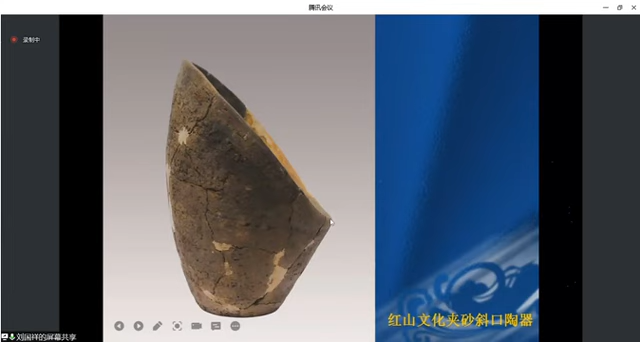 腾讯会议
录制中
红山文化夹砂斜口陶器
刘国祥的屏幕共享